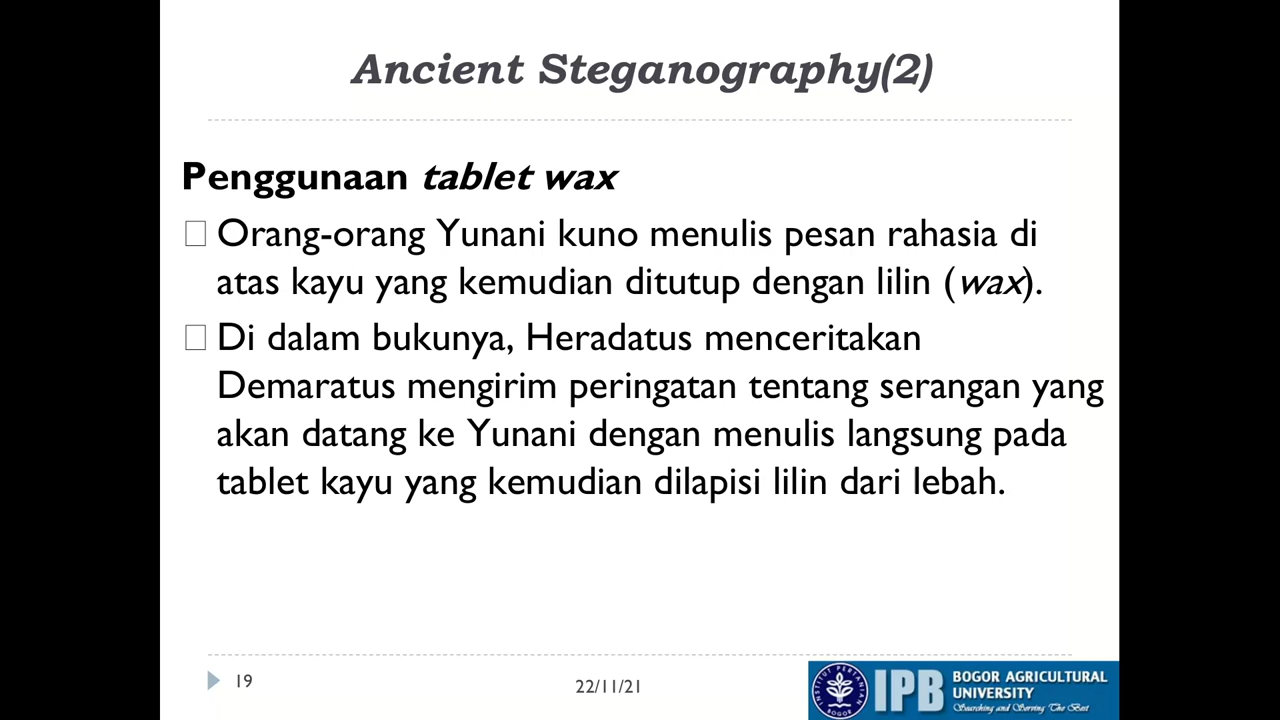 Ancient Steganography(2)
Penggunaan tablet wax
Orang-orang Yunani kuno menulis pesan rahasia di
atas kayu yang kemudian ditutup dengan lilin (wax).
Di dalam bukunya, Heradatus menceritakan
Demaratus mengirim peringatan tentang serangan yang
akan datang ke Yunani dengan menulis langsung pada
tablet kayu yang kemudian dilapisi lilin dari lebah.
19
22/11/21
INSTITUT PERTANIAN
BOGOR
IPB
BOGOR AGRICULTURAL
UNIVERSITY
Searching and Serving The Best